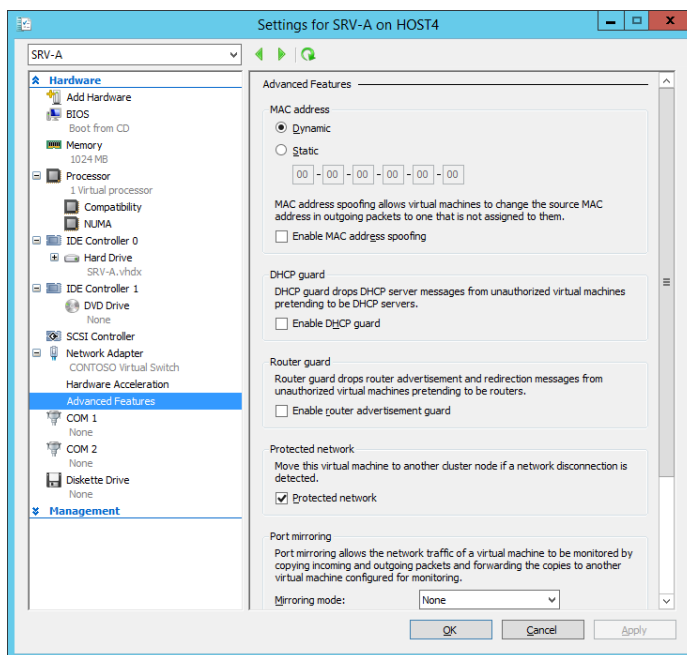 Settings for SRV-A on HOST4
SRV-A
Hardware
Add Hardware
BIOS
Boot from CD
Memory
1024 MB
Processor
1 Virtual processor
Compatibility
NUMA
IDE Controller 0
Hard Drive
SRV-A.vhdx
IDE Controller 1
DVD Drive
None
SCSI Controller
Network Adapter
CONTOSO Virtual Switch
Hardware Acceleration
Advanced Features
COM 1
None
COM 2
None
Diskette Drive
None
Management
Advanced Features
MAC address
Dynamic
Static
00 - 00 - 00 - 00 - 00 - 00
MAC address spoofing allows virtual machines to change the source MAC
address in outgoing packets to one that is not assigned to them.
Enable MAC address spoofing
DHCP guard
DHCP guard drops DHCP server messages from unauthorized virtual machines
pretending to be DHCP servers.
Enable DHCP guard
Router guard
Router guard drops router advertisement and redirection messages from
unauthorized virtual machines pretending to be routers.
Enable router advertisement guard
Protected network
Move this virtual machine to another cluster node if a network disconnection is
detected.
Protected network
Port mirroring
Port mirroring allows the network traffic of a virtual machine to be monitored by
copying incoming and outgoing packets and forwarding the copies to another
virtual machine configured for monitoring.
Mirroring mode: None
OK Cancel Apply